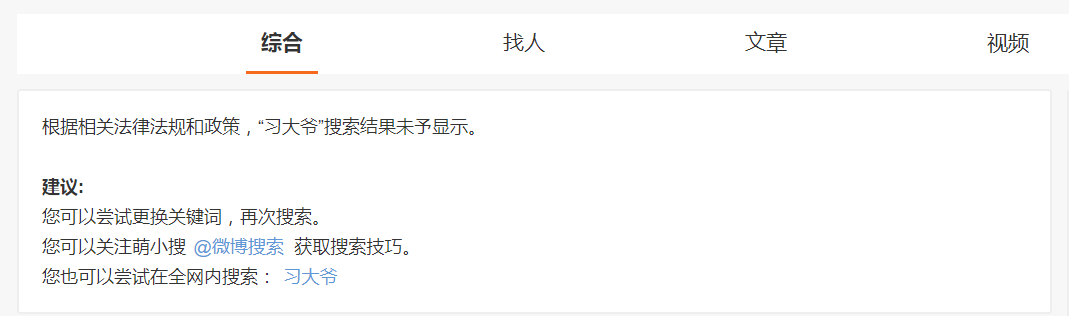 综合 找人 文章 视频
根据相关法律法规和政策，“习大爷”搜索结果未予显示。
建议:
您可以尝试更换关键词，再次搜索。
您可以关注萌小搜 @微博搜索 获取搜索技巧。
您也可以尝试在全网内搜索： 习大爷